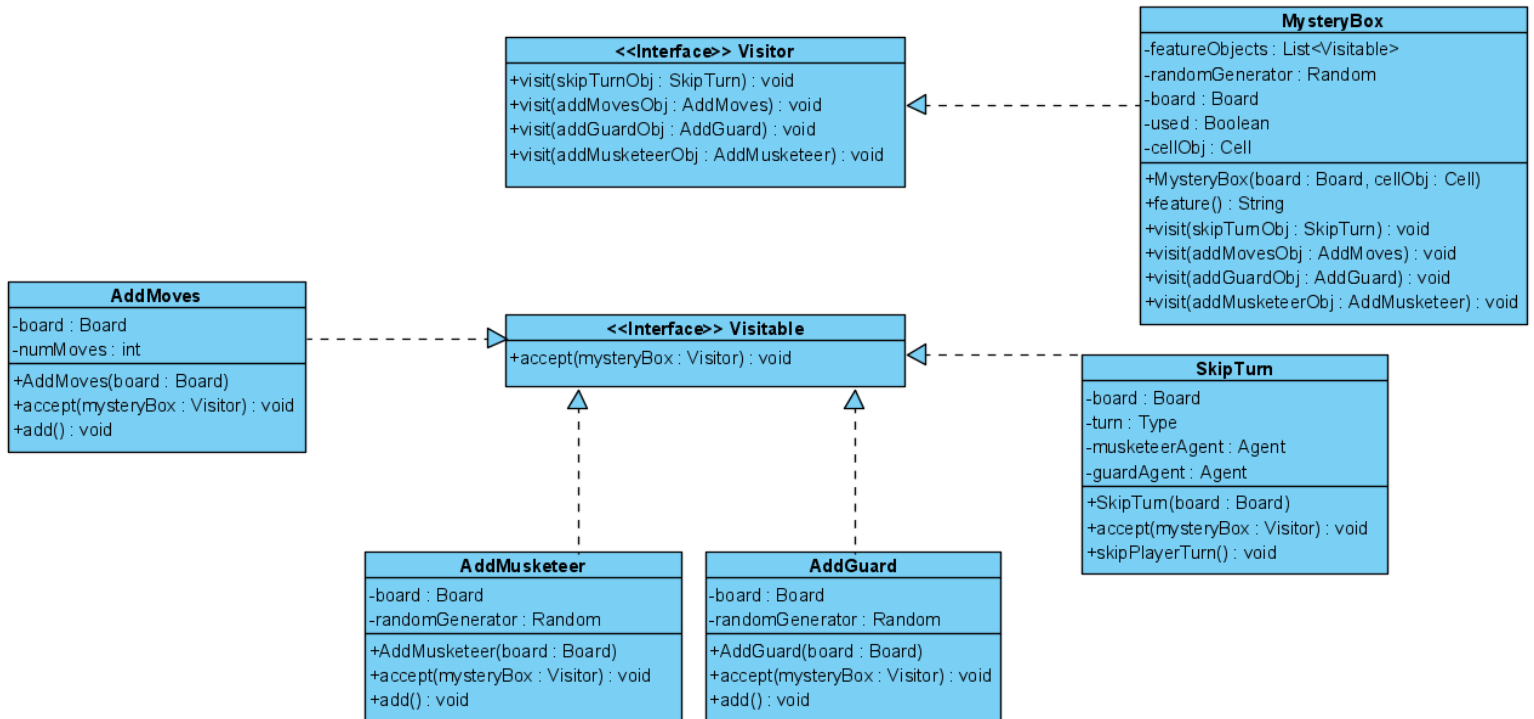 <<Interface>> Visitor
+visit(skipTurnObj : SkipTurn) : void
+visit(addMovesObj : AddMoves) : void
+visit(addGuardObj : AddGuard) : void
+visit(addMusketeerObj : AddMusketeer) : void
MysteryBox
-featureObjects : List<Visitable>
-randomGenerator : Random
-board : Board
-used : Boolean
-cellObj : Cell
+MysteryBox(board : Board, cellObj : Cell)
+feature() : String
+visit(skipTurnObj : SkipTurn) : void
+visit(addMovesObj : AddMoves) : void
+visit(addGuardObj : AddGuard) : void
+visit(addMusketeerObj : AddMusketeer) : void
AddMoves
-board : Board
-numMoves : int
+AddMoves(board : Board)
+accept(mysteryBox : Visitor) : void
+add() : void
<<Interface>> Visitable
+accept(mysteryBox : Visitor) : void
SkipTurn
-board : Board
-turn : Type
-musketeerAgent : Agent
-guardAgent : Agent
+SkipTurn(board : Board)
+accept(mysteryBox : Visitor) : void
+skipPlayerTurn() : void
AddMusketeer
-board : Board
-randomGenerator : Random
+AddMusketeer(board : Board)
+accept(mysteryBox : Visitor) : void
+add() : void
AddGuard
-board : Board
-randomGenerator : Random
+AddGuard(board : Board)
+accept(mysteryBox : Visitor) : void
+add() : void